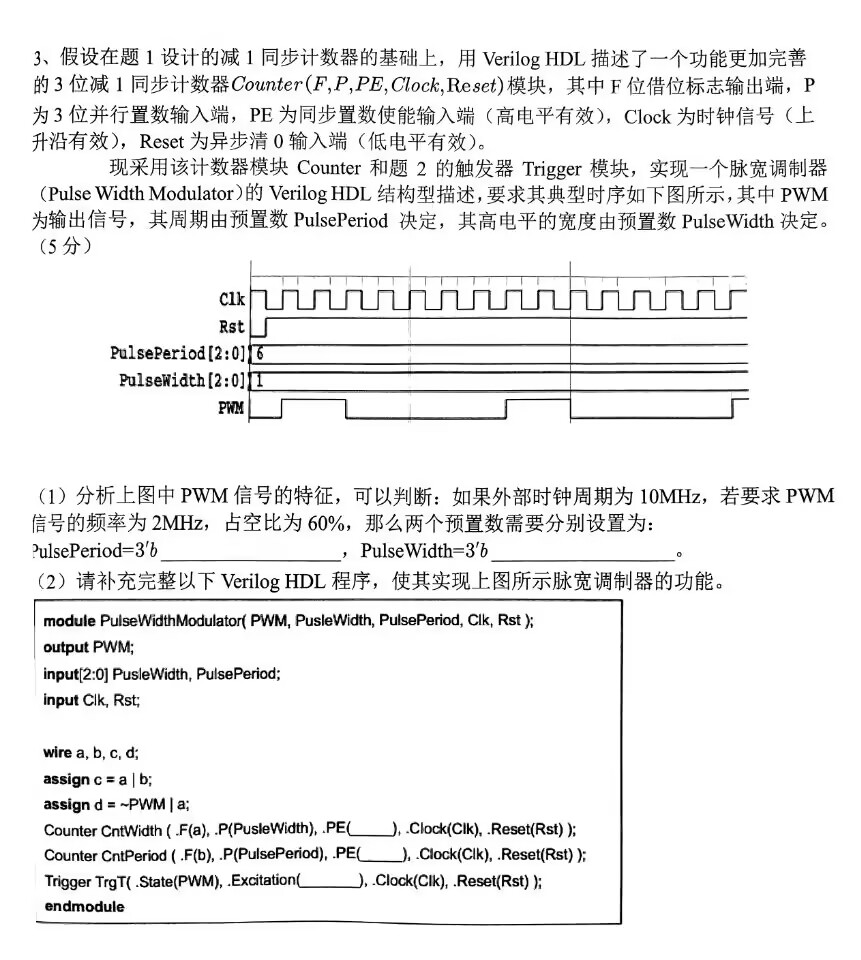 3、假设在题 1 设计的减 1 同步计数器的基础上，用 Verilog HDL 描述了一个功能更加完善
的 3 位减 1 同步计数器Counter(F,P,PE,Clock,Reset)模块，其中 F 位借位标志输出端，P
为 3 位并行置数输入端，PE 为同步置数使能输入端（高电平有效），Clock 为时钟信号（上
升沿有效），Reset 为异步清 0 输入端（低电平有效）。
现采用该计数器模块 Counter 和题 2 的触发器 Trigger 模块，实现一个脉宽调制器
（Pulse Width Modulator）的 Verilog HDL 结构型描述，要求其典型时序如下图所示，其中 PWM
为输出信号，其周期由预置数 PulsePeriod 决定，其高电平的宽度由预置数 PulseWidth 决定。
（5 分）
Clk
Rst
PulsePeriod[2:0] 6
PulseWidth[2:0] 1
PWM
（1）分析上图中 PWM 信号的特征，可以判断：如果外部时钟周期为 10MHz，若要求 PWM
信号的频率为 2MHz，占空比为 60%，那么两个预置数需要分别设置为：
PulsePeriod=3'b ________________，PulseWidth=3'b ________________。
（2）请补充完整以下 Verilog HDL 程序，使其实现上图所示脉宽调制器的功能。
module PulseWidthModulator( PWM, PusleWidth, PulsePeriod, Clk, Rst );
output PWM;
input[2:0] PusleWidth, PulsePeriod;
input Clk, Rst;
wire a, b, c, d;
assign c = a | b;
assign d = ~PWM | a;
Counter CntWidth ( .F(a), .P(PusleWidth), .PE(_____), .Clock(Clk), .Reset(Rst) );
Counter CntPeriod ( .F(b), .P(PulsePeriod), .PE(_____), .Clock(Clk), .Reset(Rst) );
Trigger TrgT( .State(PWM), .Excitation(_______), .Clock(Clk), .Reset(Rst) );
endmodule